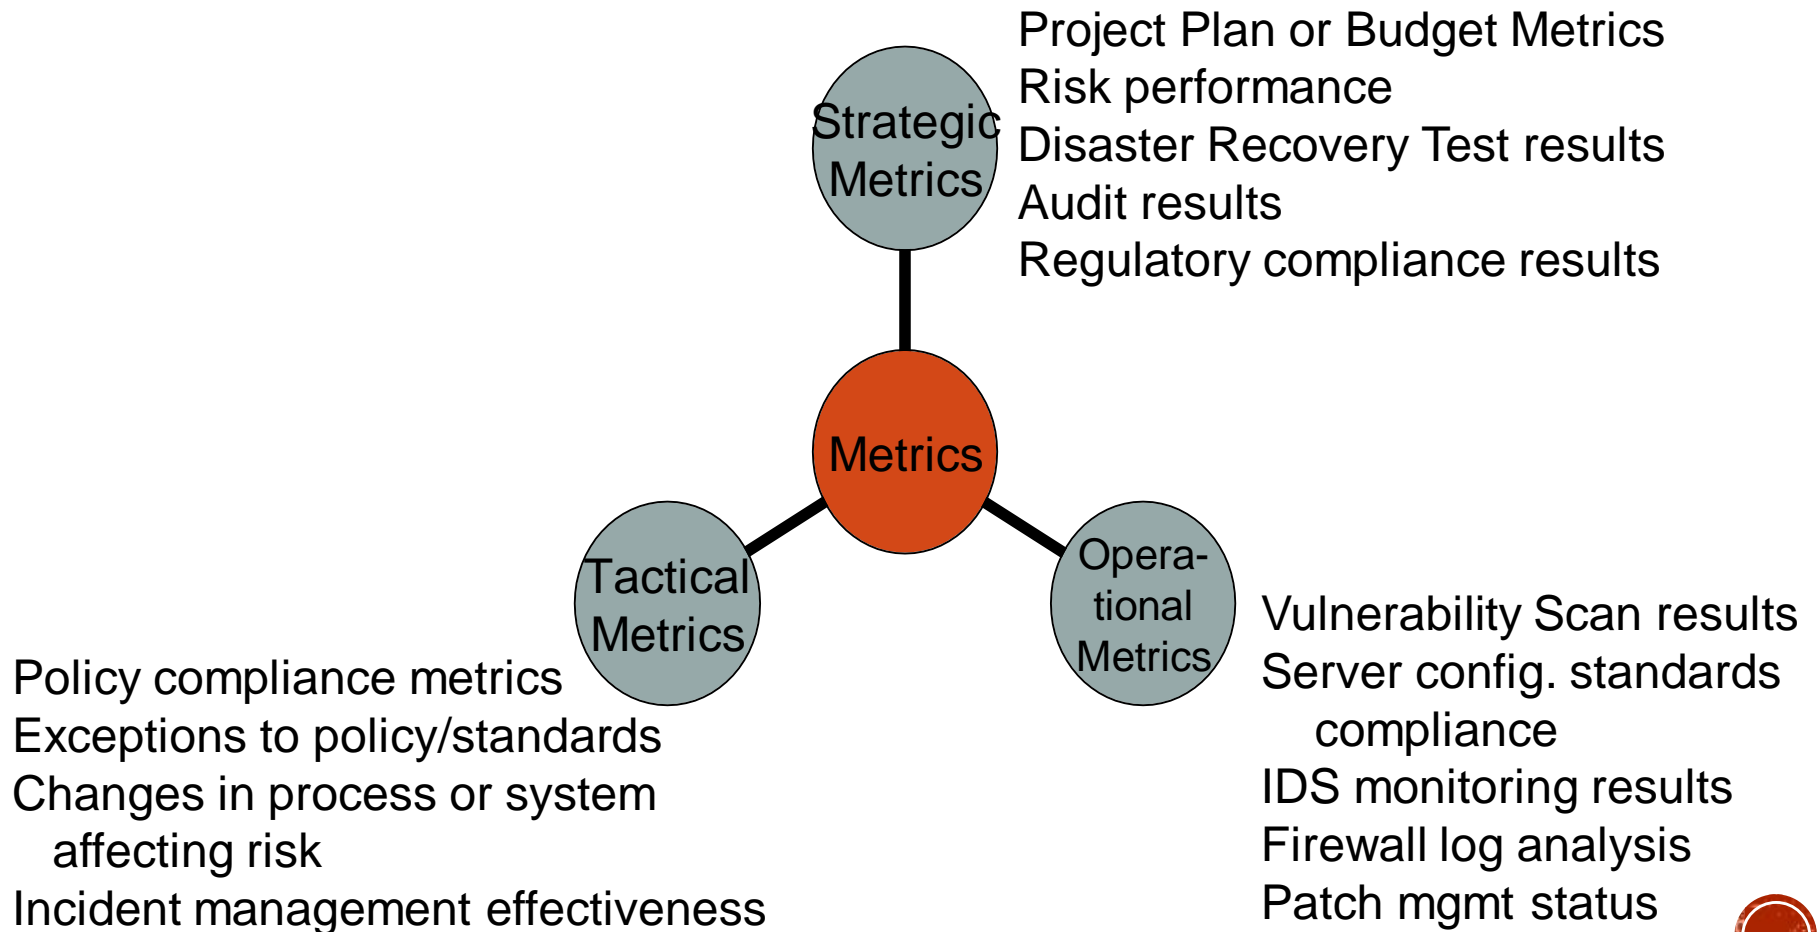 Project Plan or Budget Metrics
Risk performance
Disaster Recovery Test results
Audit results
Regulatory compliance results
Strategic
Metrics
Metrics
Tactical
Metrics
Opera-
tional
Metrics
Policy compliance metrics
Exceptions to policy/standards
Changes in process or system
affecting risk
Incident management effectiveness
Vulnerability Scan results
Server config. standards
compliance
IDS monitoring results
Firewall log analysis
Patch mgmt status